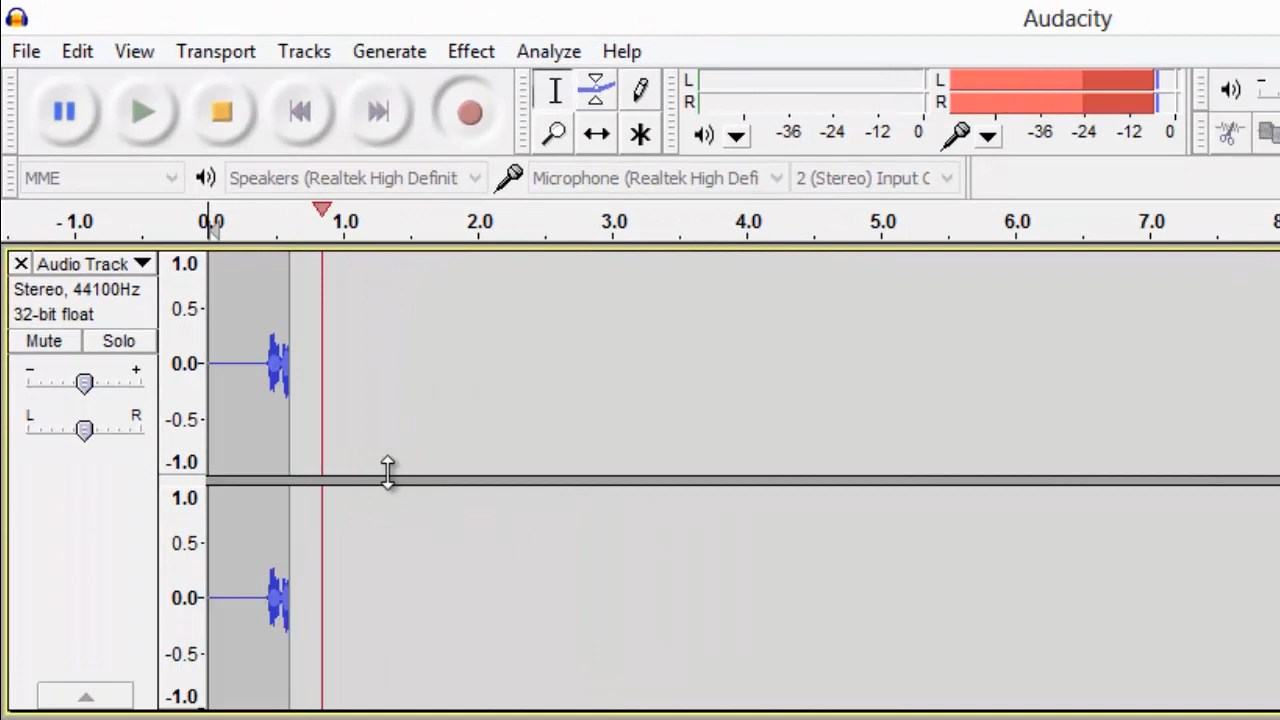 Audacity
File Edit View Transport Tracks Generate Effect Analyze Help
L L
R R
-36 -24 -12 0 -36 -24 -12 0
MME Speakers (Realtek High Definit Microphone (Realtek High Defi 2 (Stereo) Input C
- 1.0 0.0 1.0 2.0 3.0 4.0 5.0 6.0 7.0
Audio Track 1.0
Stereo, 44100Hz
32-bit float 0.5
Mute Solo
- + 0.0
L R -0.5
-1.0
1.0
0.5
0.0
-0.5
-1.0